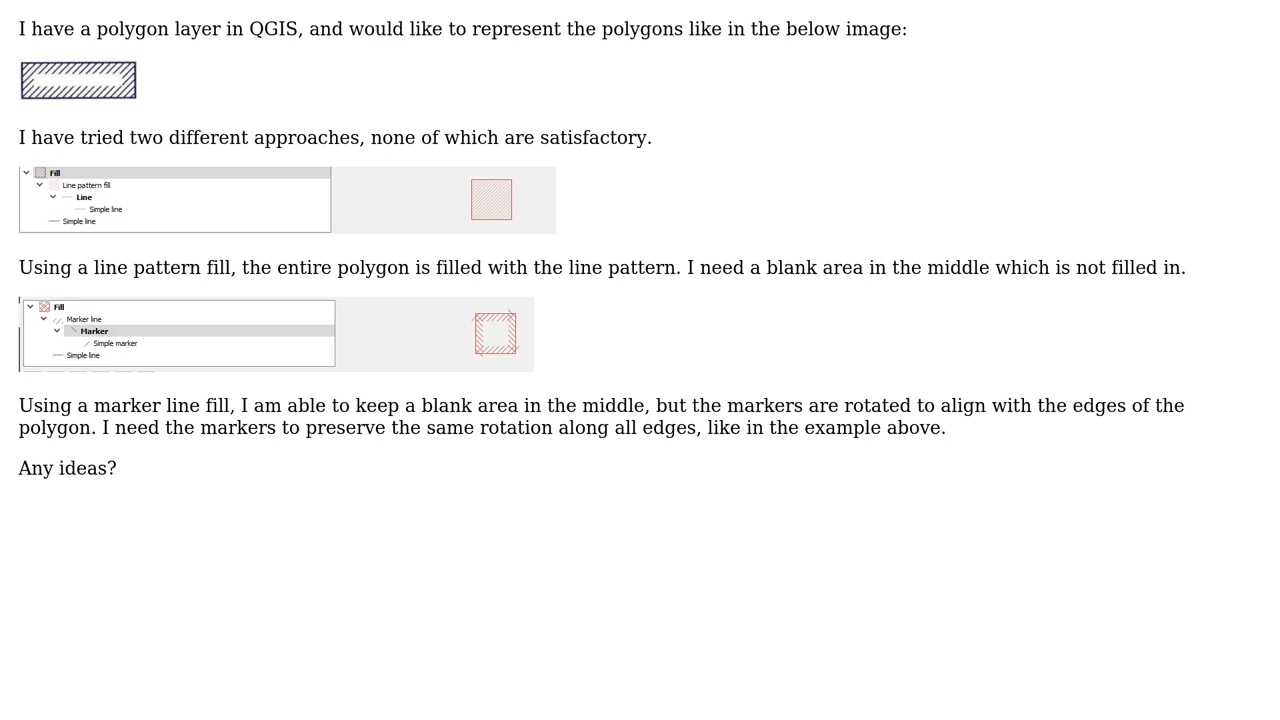 I have a polygon layer in QGIS, and would like to represent the polygons like in the below image:
I have tried two different approaches, none of which are satisfactory.
Fill
Line pattern fill
Line
Simple line
Simple line
Using a line pattern fill, the entire polygon is filled with the line pattern. I need a blank area in the middle which is not filled in.
Fill
Marker line
Marker
Simple marker
Simple line
Using a marker line fill, I am able to keep a blank area in the middle, but the markers are rotated to align with the edges of the
polygon. I need the markers to preserve the same rotation along all edges, like in the example above.
Any ideas?